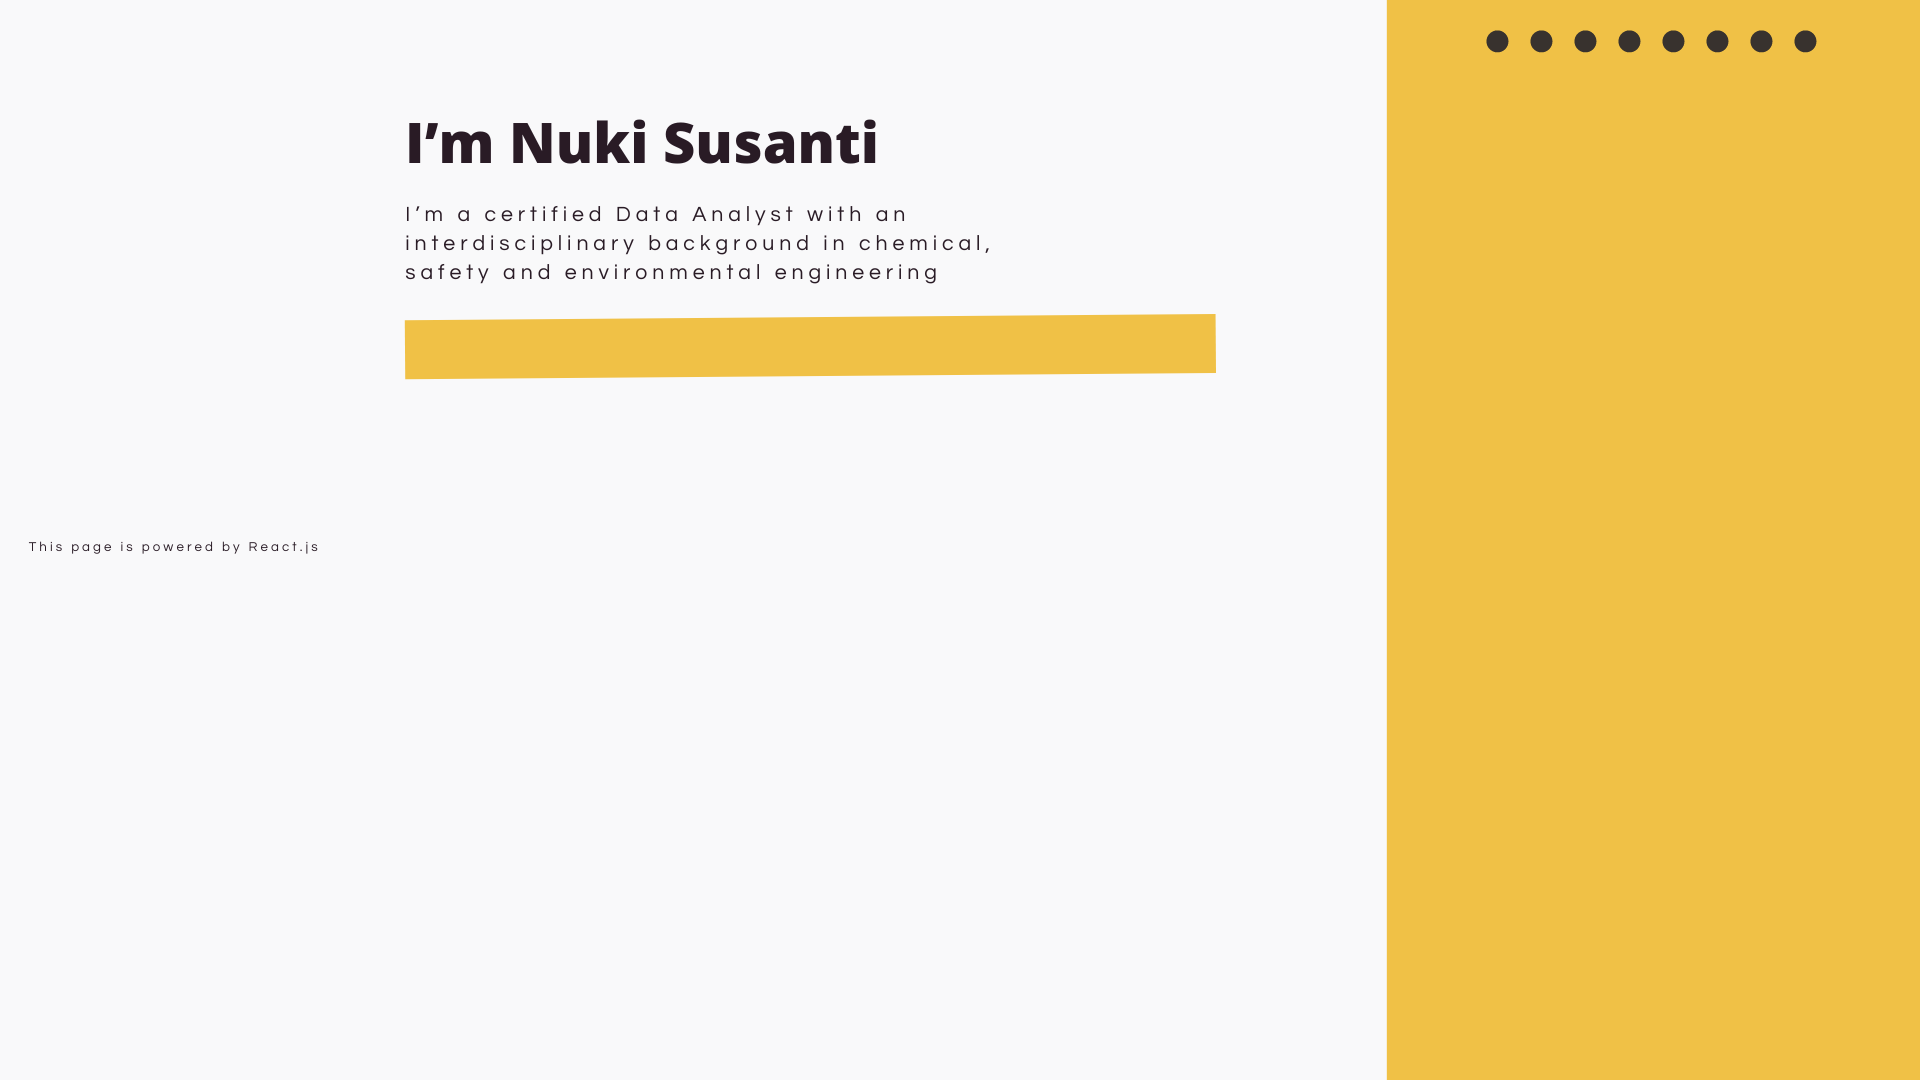 I’m Nuki Susanti
I’m a certified Data Analyst with an
interdisciplinary background in chemical,
safety and environmental engineering
This page is powered by React.js